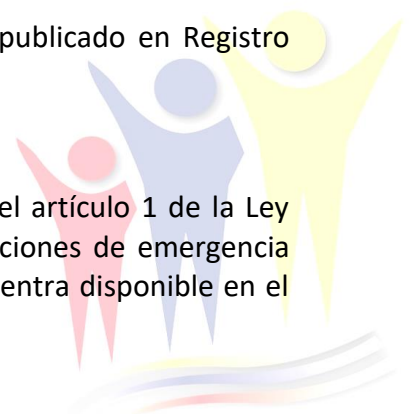 publicado en Registro
el artículo 1 de la Ley
ciones de emergencia
entra disponible en el